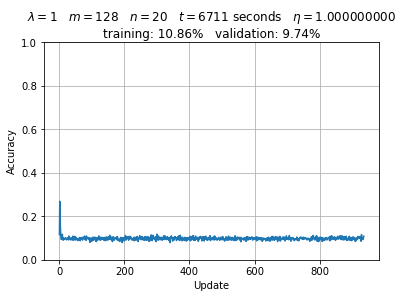 λ = 1 m = 128 n = 20 t = 6711 seconds η = 1.000000000
training: 10.86% validation: 9.74%
1.0
0.8
0.6
0.4
0.2
0.0
Accuracy
0 200 400 600 800
Update